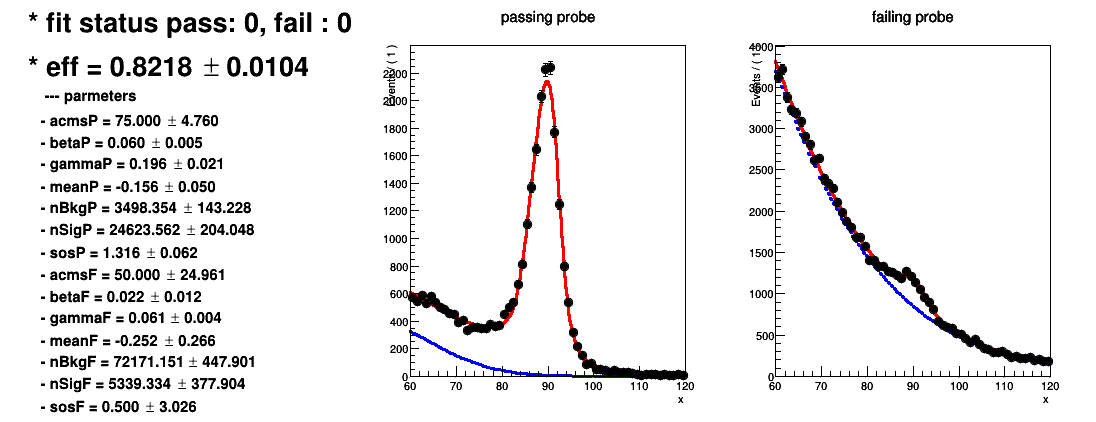 * fit status pass: 0, fail : 0
* eff = 0.8218 ± 0.0104
--- parmeters
- acmsP = 75.000 ± 4.760
- betaP = 0.060 ± 0.005
- gammaP = 0.196 ± 0.021
- meanP = -0.156 ± 0.050
- nBkgP = 3498.354 ± 143.228
- nSigP = 24623.562 ± 204.048
- sosP = 1.316 ± 0.062
- acmsF = 50.000 ± 24.961
- betaF = 0.022 ± 0.012
- gammaF = 0.061 ± 0.004
- meanF = -0.252 ± 0.266
- nBkgF = 72171.151 ± 447.901
- nSigF = 5339.334 ± 377.904
- sosF = 0.500 ± 3.026
passing probe
Events / ( 1 )
2200
2000
1800
1600
1400
1200
1000
800
600
400
200
0
60 70 80 90 100 110 120
x
failing probe
Events / ( 1 )
4000
3500
3000
2500
2000
1500
1000
500
0
60 70 80 90 100 110 120
x